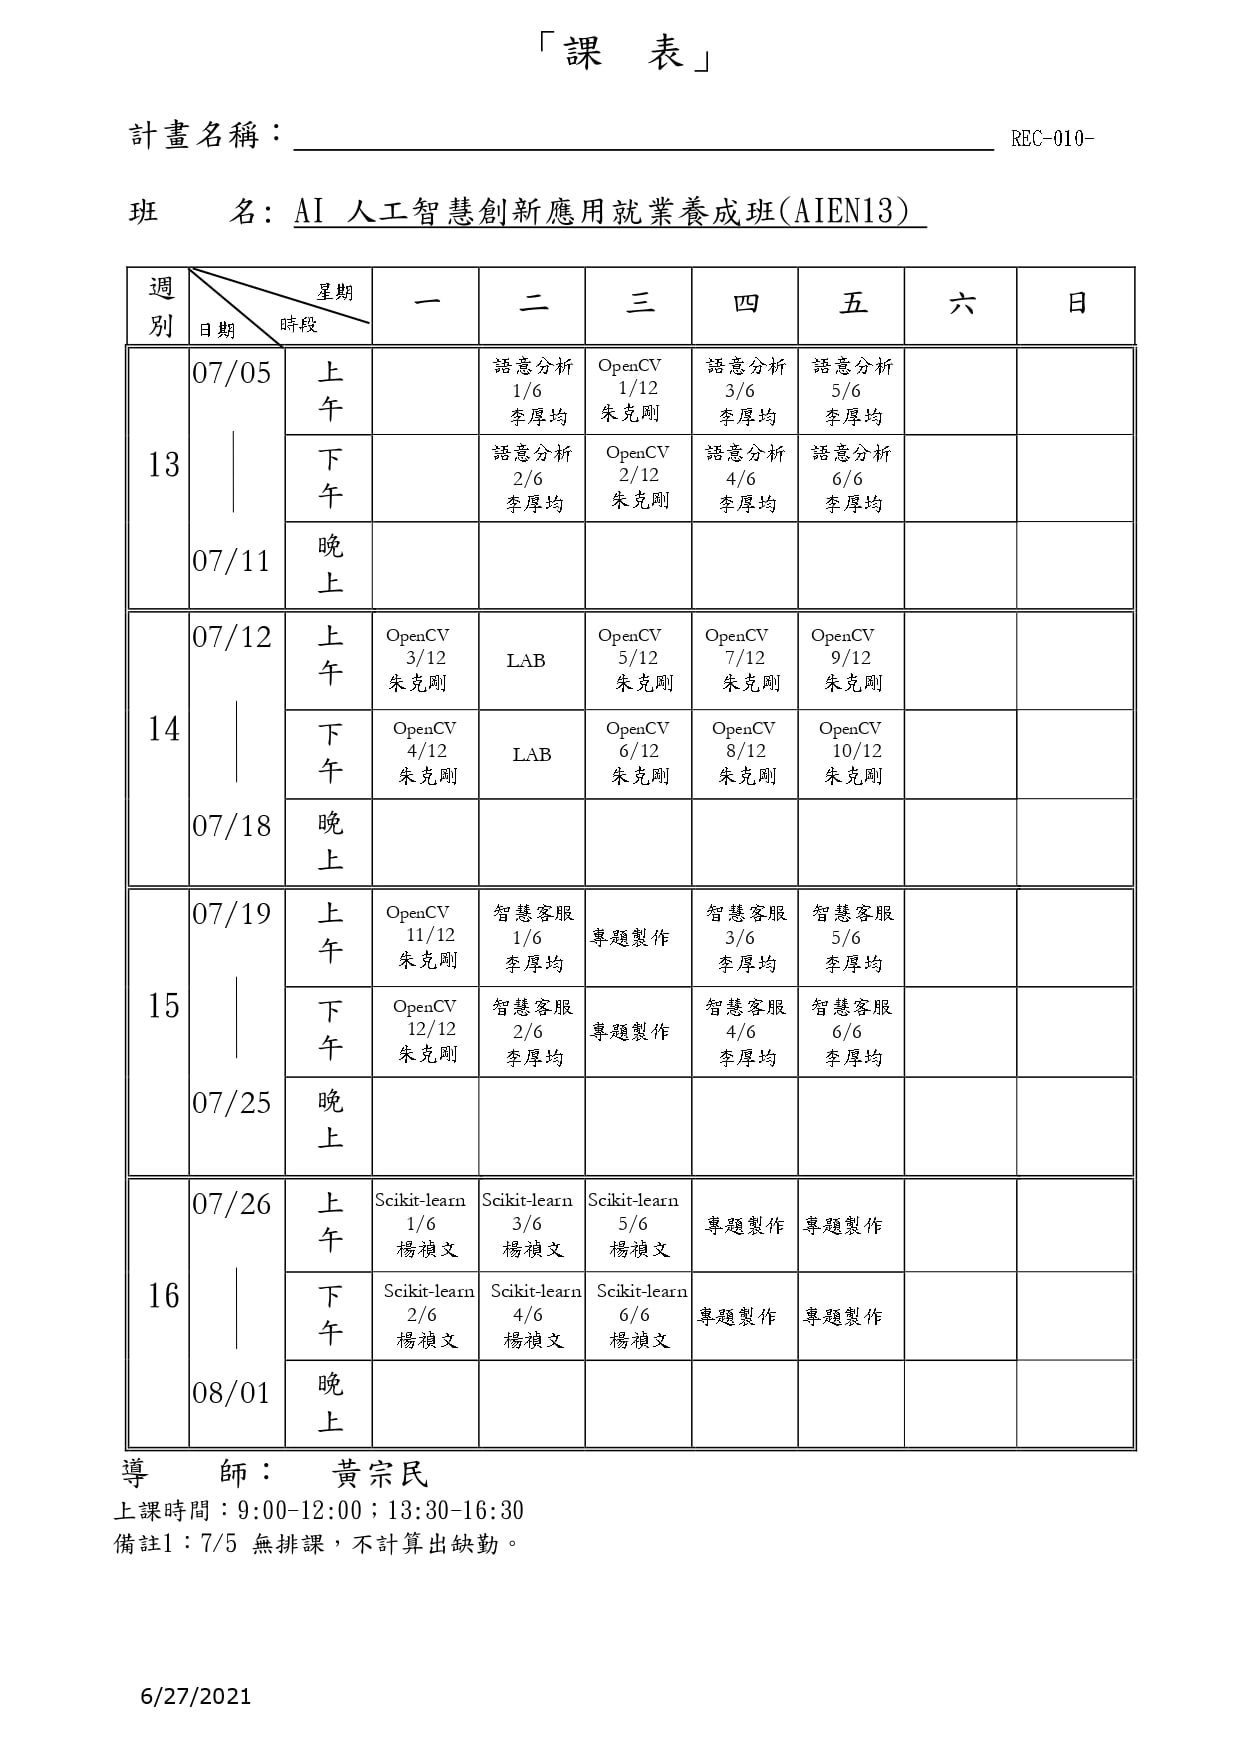 「課　表」
計畫名稱：　REC-010-
班　名: AI 人工智慧創新應用就業養成班(AIEN13)
週別 日期 時段 星期 一 二 三 四 五 六 日
13
07/05
｜
07/11
上午
語意分析 1/6 李厚均
OpenCV 1/12 朱克剛
語意分析 3/6 李厚均
語意分析 5/6 李厚均
下午
語意分析 2/6 李厚均
OpenCV 2/12 朱克剛
語意分析 4/6 李厚均
語意分析 6/6 李厚均
晚上
14
07/12
｜
07/18
上午
OpenCV 3/12 朱克剛
LAB
OpenCV 5/12 朱克剛
OpenCV 7/12 朱克剛
OpenCV 9/12 朱克剛
下午
OpenCV 4/12 朱克剛
LAB
OpenCV 6/12 朱克剛
OpenCV 8/12 朱克剛
OpenCV 10/12 朱克剛
晚上
15
07/19
｜
07/25
上午
OpenCV 11/12 朱克剛
智慧客服 1/6 李厚均
專題製作
智慧客服 3/6 李厚均
智慧客服 5/6 李厚均
下午
OpenCV 12/12 朱克剛
智慧客服 2/6 李厚均
專題製作
智慧客服 4/6 李厚均
智慧客服 6/6 李厚均
晚上
16
07/26
｜
08/01
上午
Scikit-learn 1/6 楊禎文
Scikit-learn 3/6 楊禎文
Scikit-learn 5/6 楊禎文
專題製作
專題製作
下午
Scikit-learn 2/6 楊禎文
Scikit-learn 4/6 楊禎文
Scikit-learn 6/6 楊禎文
專題製作
專題製作
晚上
導　師：　黃宗民
上課時間：9:00-12:00；13:30-16:30
備註1：7/5 無排課，不計算出缺勤。
6/27/2021